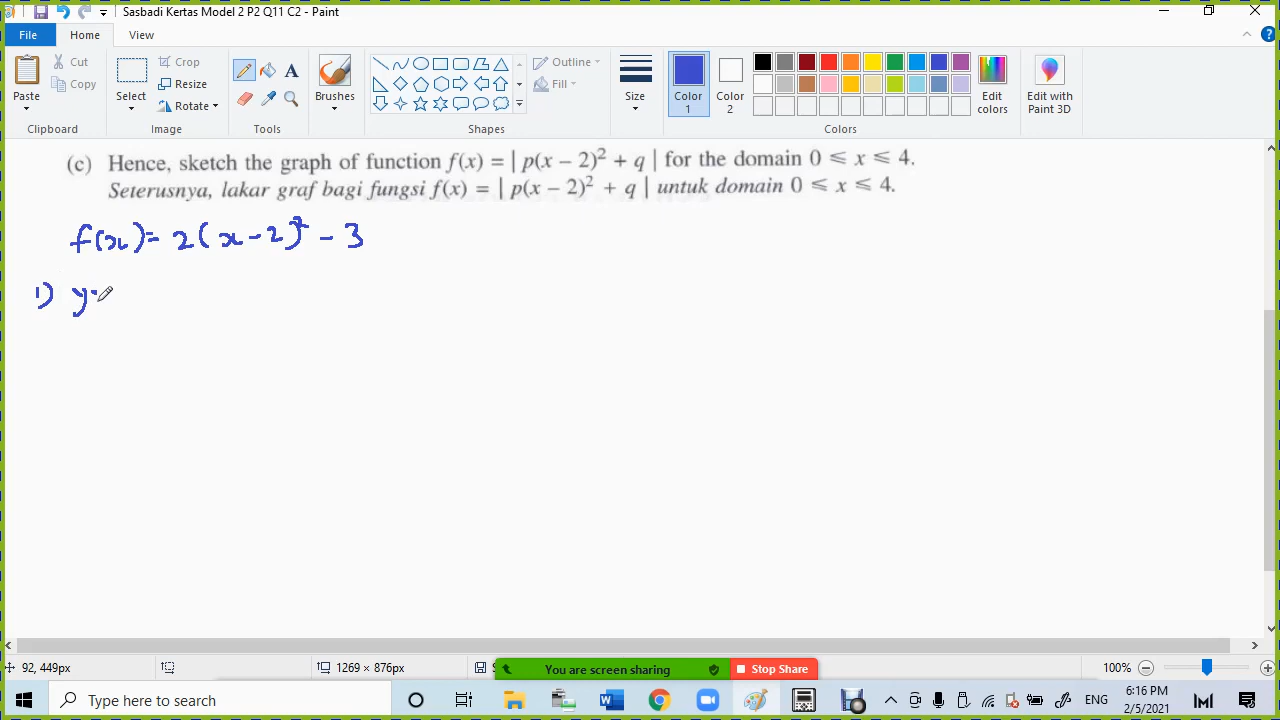 Sasbadi Kertas Model 2 P2 Q11 C2 - Paint
File Home View
Paste Cut Copy Select Crop Resize Rotate Brushes Outline Fill Size Color 1 Color 2 Edit colors Edit with Paint 3D
Clipboard Image Tools Shapes Colors
(c) Hence, sketch the graph of function f(x) = | p(x − 2)² + q | for the domain 0 ⩽ x ⩽ 4.
Seterusnya, lakar graf bagi fungsi f(x) = | p(x − 2)² + q | untuk domain 0 ⩽ x ⩽ 4.
f(x) = 2(x-2)² - 3
1) y-
92, 449px 1269 × 876px 100%
You are screen sharing Stop Share
Type here to search ENG 6:16 PM
2/5/2021